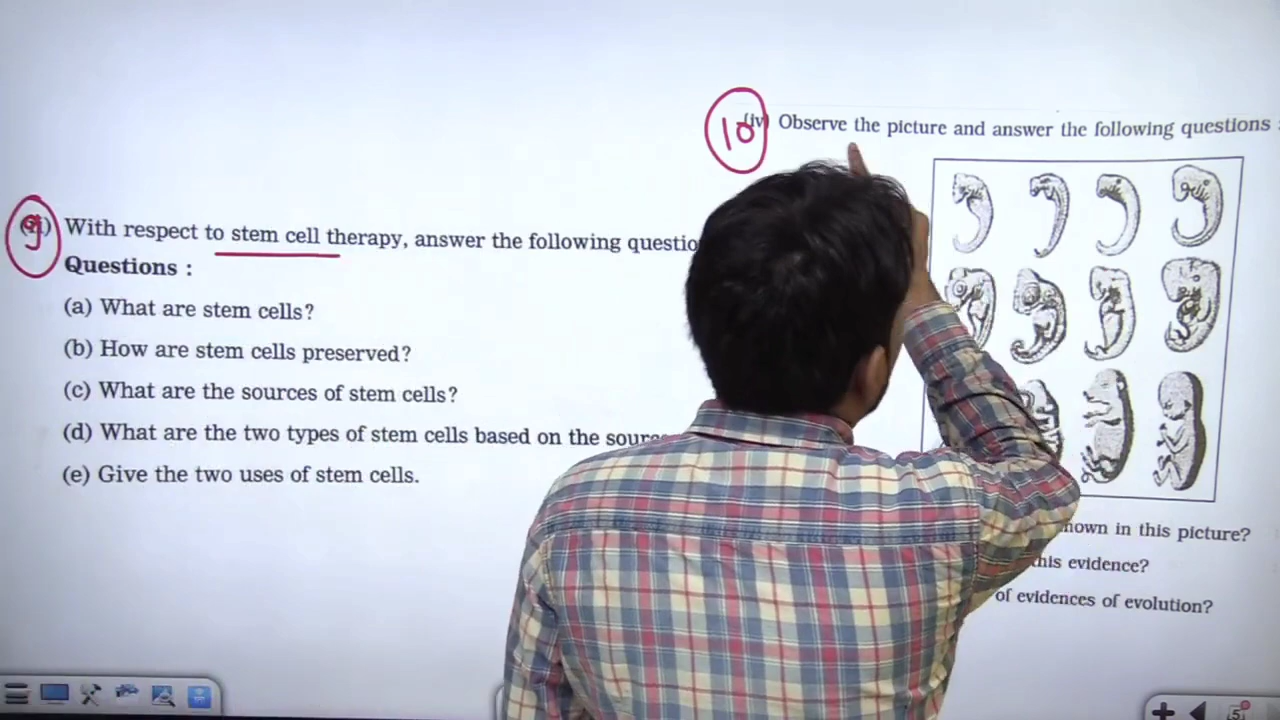 9
With respect to stem cell therapy, answer the following
Questions :
(a) What are stem cells?
(b) How are stem cells preserved?
(c) What are the sources of stem cells?
(d) What are the two types of stem cells based on the
(e) Give the two uses of stem cells.
10
(iv) Observe the picture and answer the following questions :
in this picture?
this evidence?
of evidences of evolution?